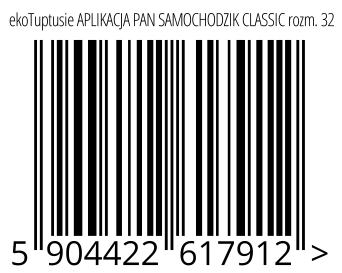 ekoTuptusie APLIKACJA PAN SAMOCHODZIK CLASSIC rozm. 32
5 904422 617912 >